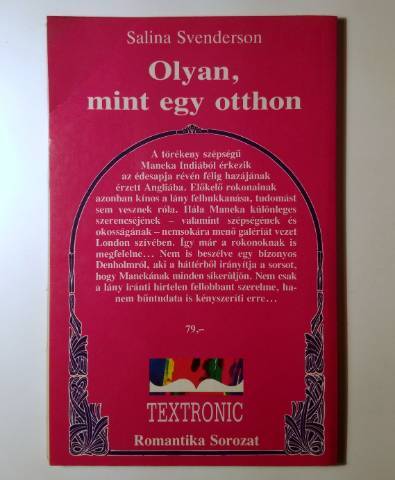 Salina Svenderson
Olyan,
mint egy otthon
A törékeny szépségű
Maneka Indiából érkezik
az édesapja révén félig hazájának
érzett Angliába. Előkelő rokonainak
azonban kínos a lány felbukkanása, tudomást
sem vesznek róla. Hála Maneka különleges
szerencséjének – valamint szépségének és
okosságának – nemsokára menő galériát vezet
London szívében. Így már a rokonoknak is
megfelelne... Nem is beszélve egy bizonyos
Denholmról, aki a háttérből irányítja a sorsot,
hogy Manekának minden sikerüljön. Nem csak
a lány iránti hirtelen fellobbant szerelme, ha-
nem bűntudata is kényszeríti erre...
79,–
TEXTRONIC
Romantika Sorozat